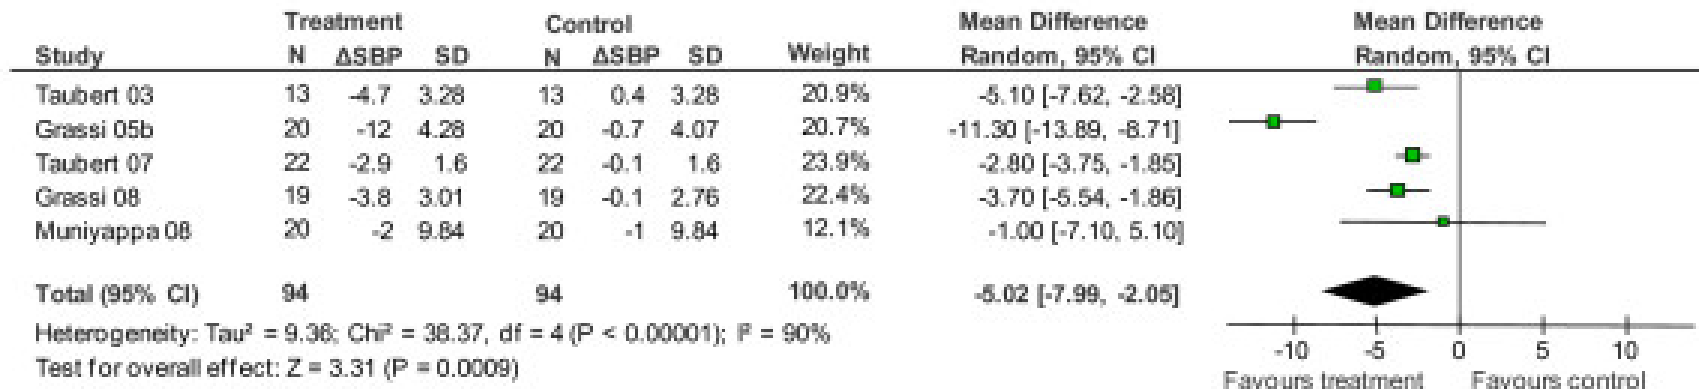 Treatment Control Mean Difference Mean Difference
Study N ΔSBP SD N ΔSBP SD Weight Random, 95% CI Random, 95% CI
Taubert 03 13 -4.7 3.28 13 0.4 3.28 20.9% -5.10 [-7.62, -2.58]
Grassi 05b 20 -12 4.28 20 -0.7 4.07 20.7% -11.30 [-13.89, -8.71]
Taubert 07 22 -2.9 1.6 22 -0.1 1.6 23.9% -2.80 [-3.75, -1.85]
Grassi 08 19 -3.8 3.01 19 -0.1 2.76 22.4% -3.70 [-5.54, -1.86]
Muniyappa 08 20 -2 9.84 20 -1 9.84 12.1% -1.00 [-7.10, 5.10]
Total (95% CI) 94 94 100.0% -5.02 [-7.99, -2.05]
Heterogeneity: Tau² = 9.36; Chi² = 38.37, df = 4 (P < 0.00001); I² = 90%
Test for overall effect: Z = 3.31 (P = 0.0009)
-10 -5 0 5 10
Favours treatment Favours control